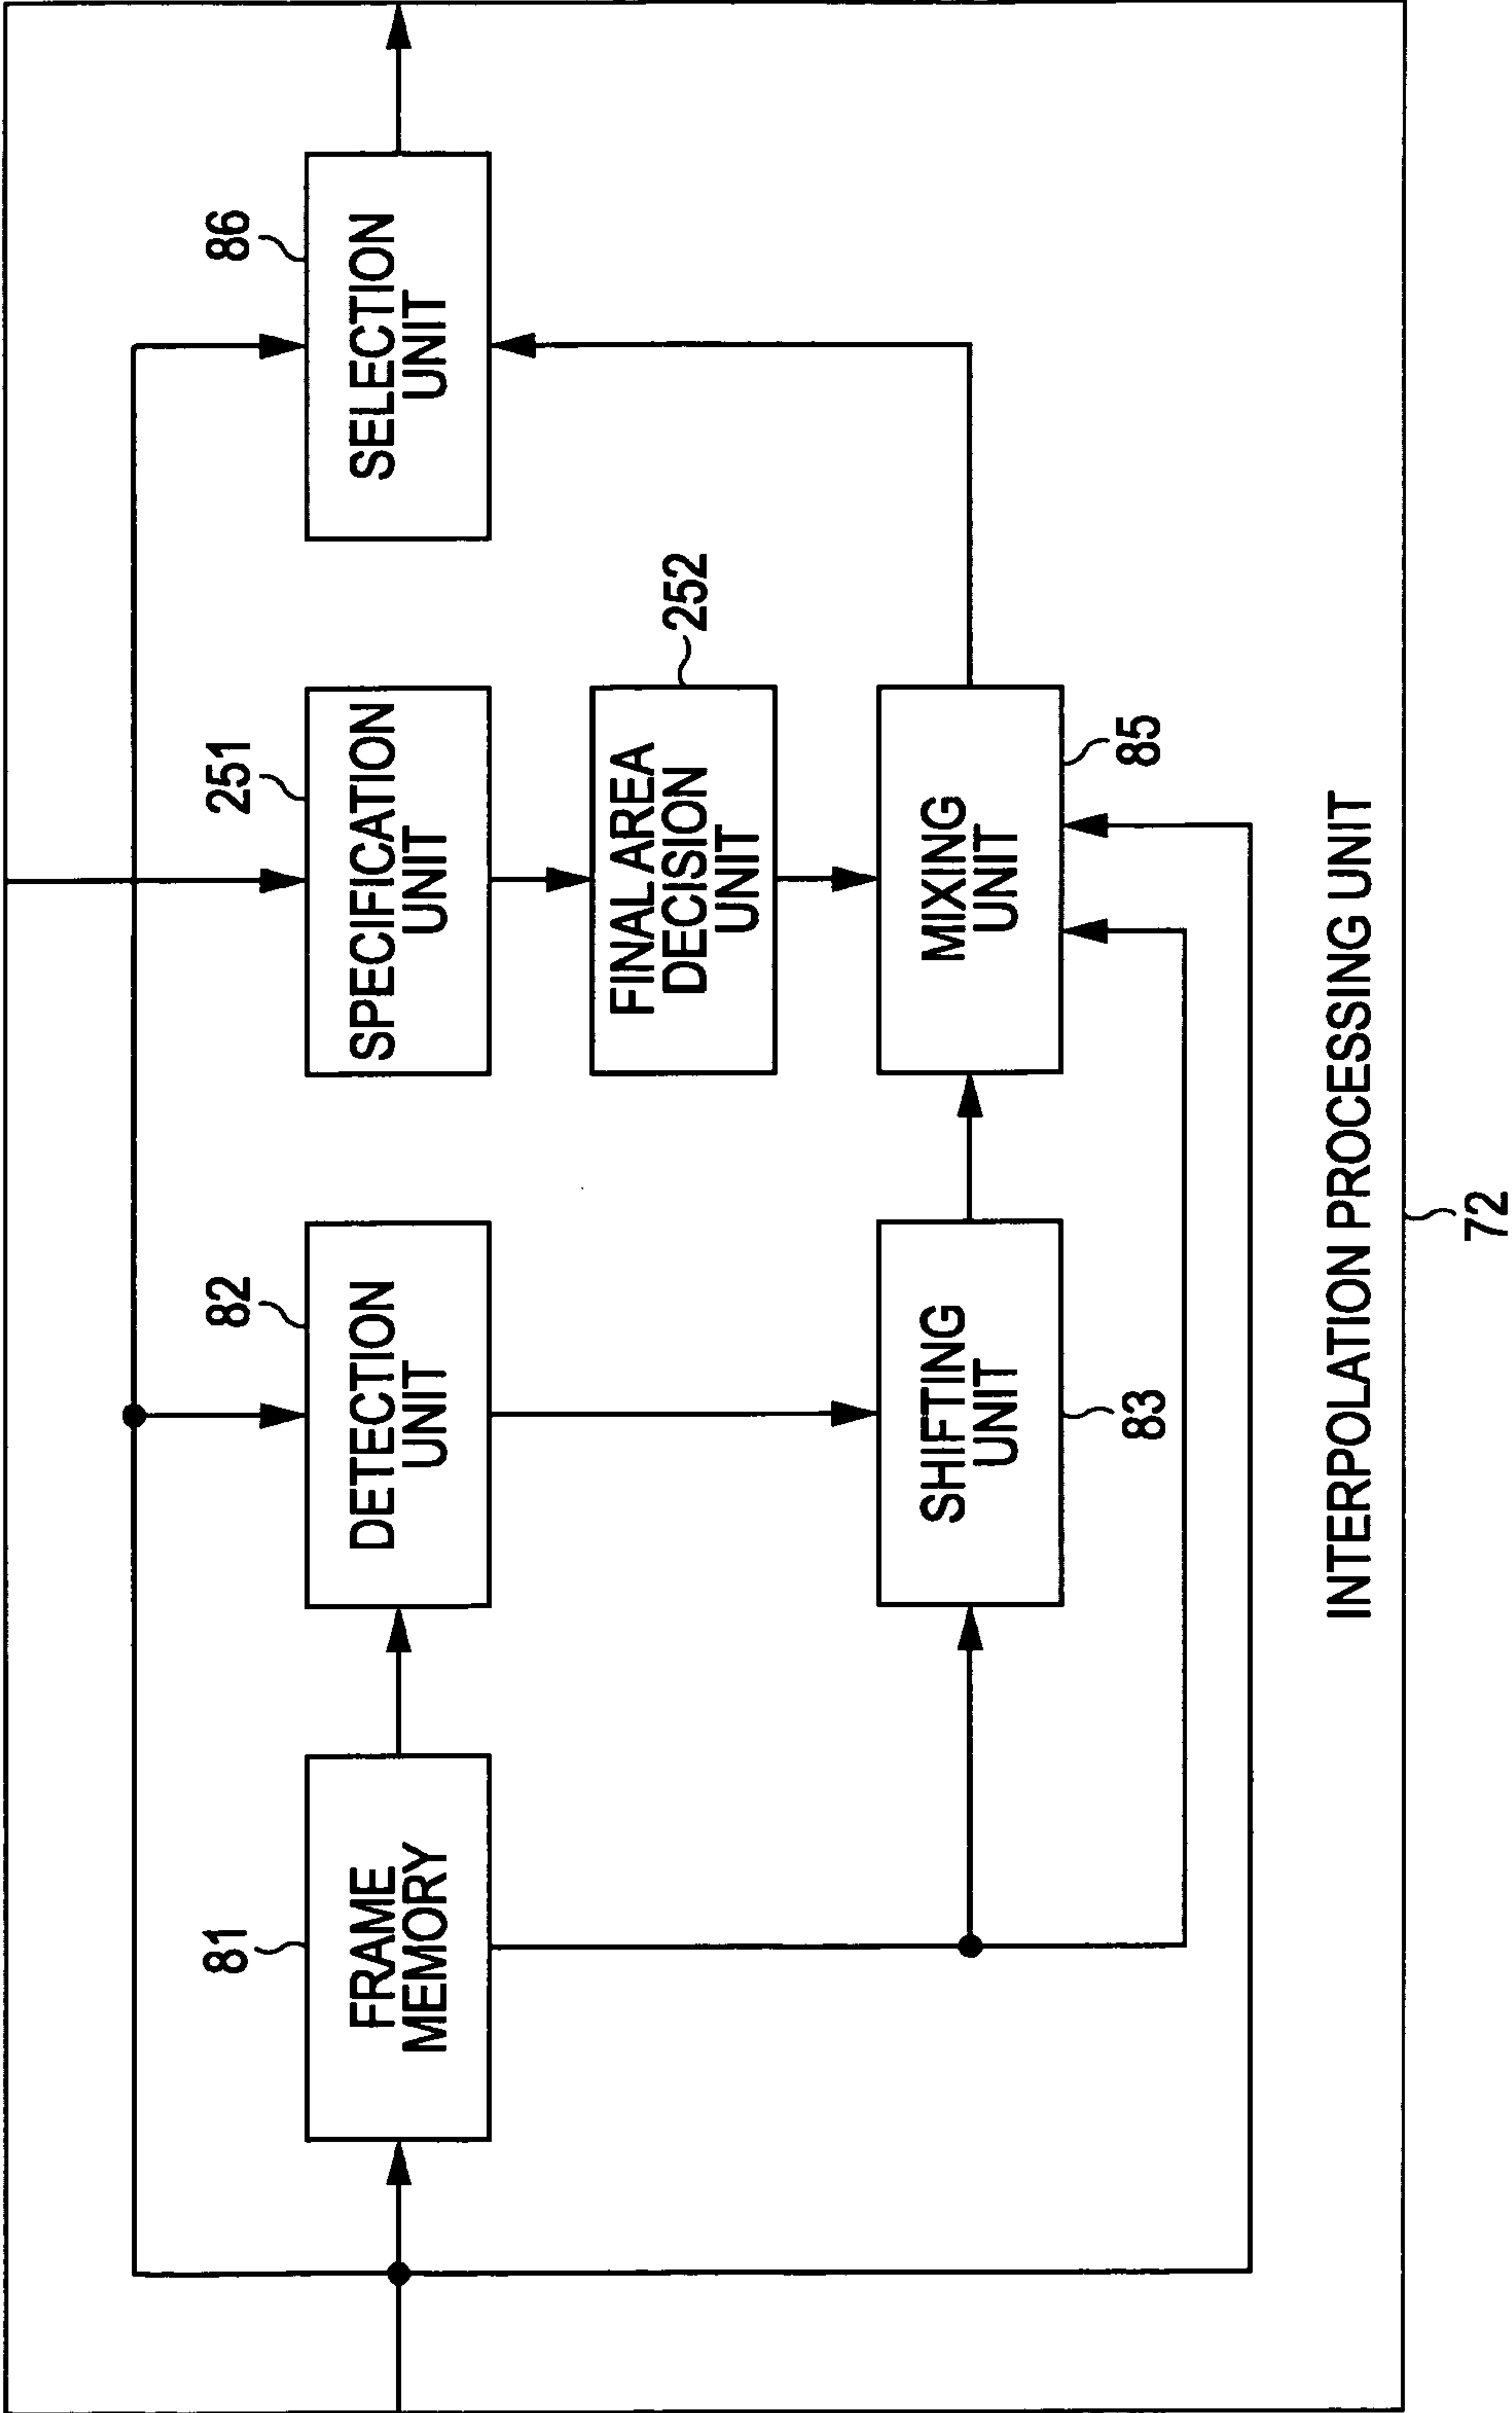 81
FRAME
MEMORY
82
DETECTION
UNIT
251
SPECIFICATION
UNIT
86
SELECTION
UNIT
FINAL AREA
DECISION
UNIT
252
SHIFTING
UNIT
83
MIXING
UNIT
85
INTERPOLATION PROCESSING UNIT
72